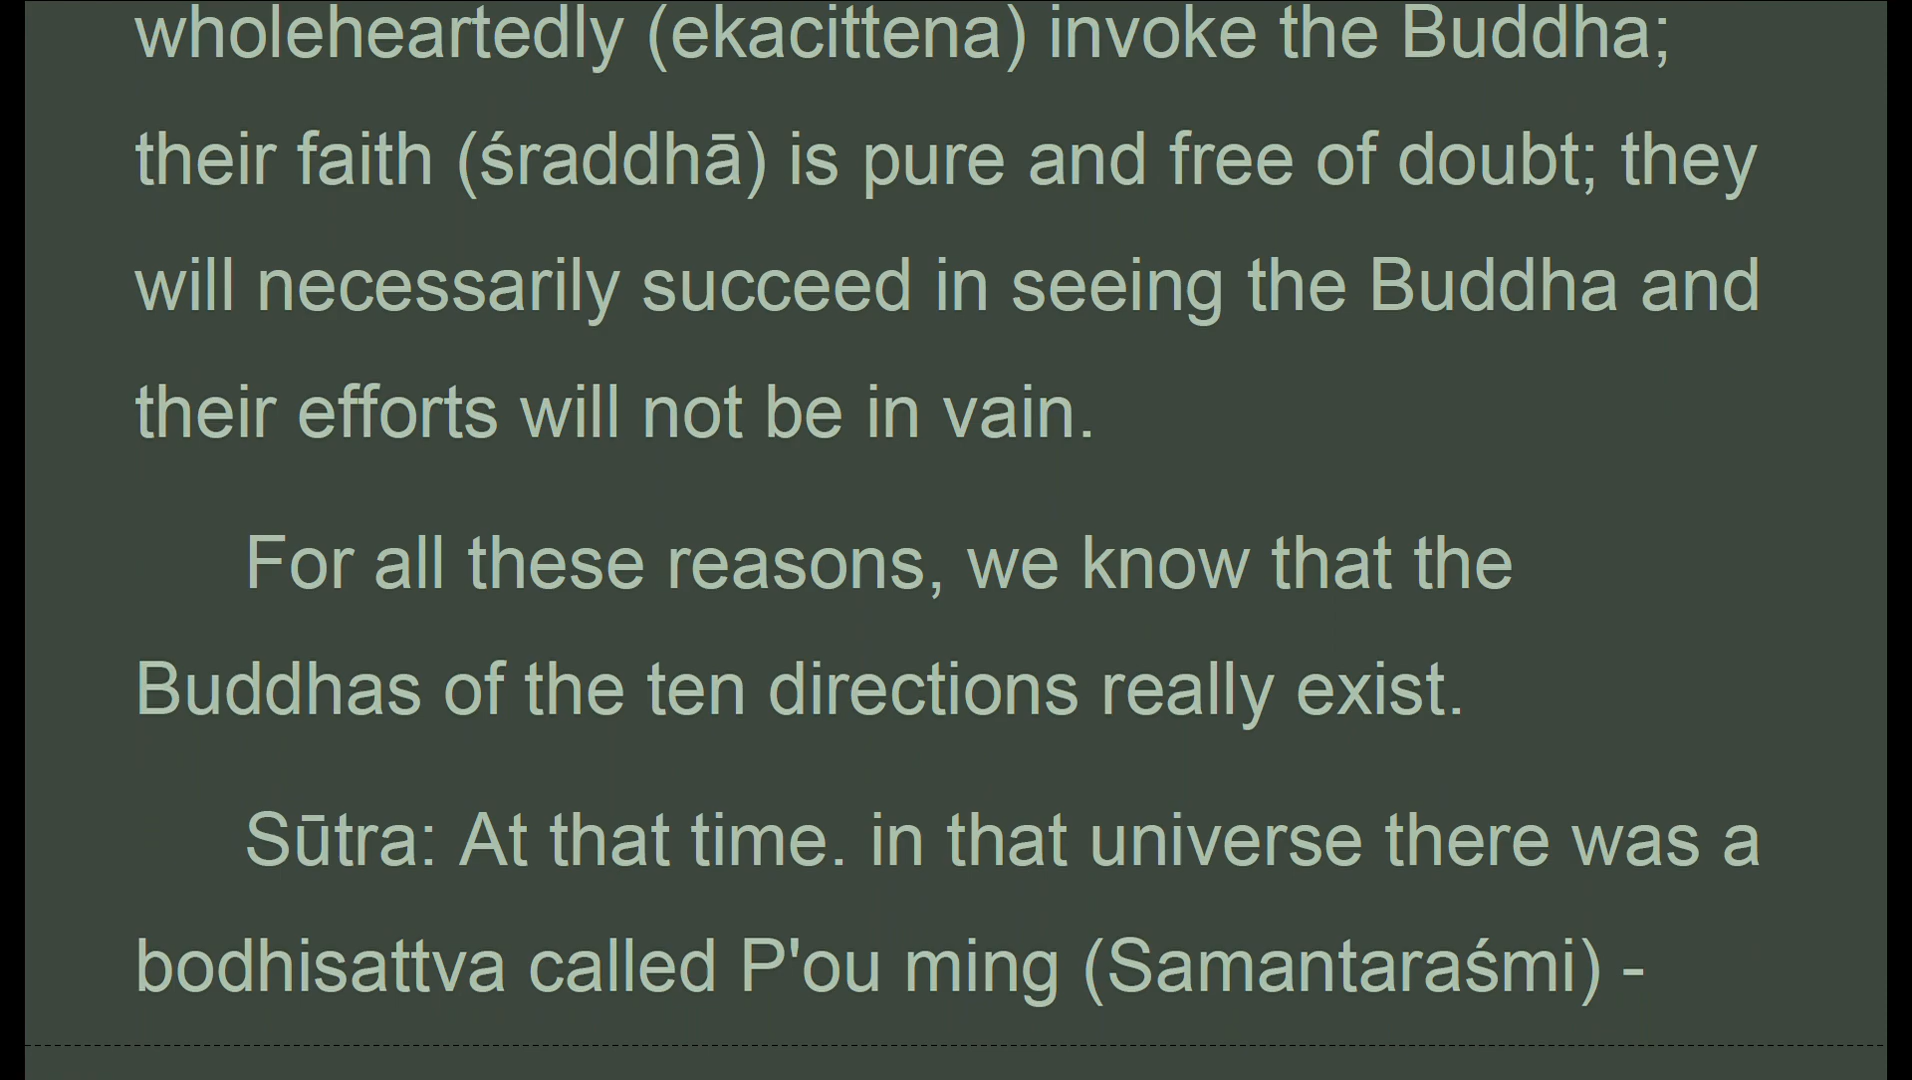 wholeheartedly (ekacittena) invoke the Buddha;
their faith (śraddhā) is pure and free of doubt; they
will necessarily succeed in seeing the Buddha and
their efforts will not be in vain.
For all these reasons, we know that the
Buddhas of the ten directions really exist.
Sūtra: At that time. in that universe there was a
bodhisattva called P'ou ming (Samantaraśmi) -